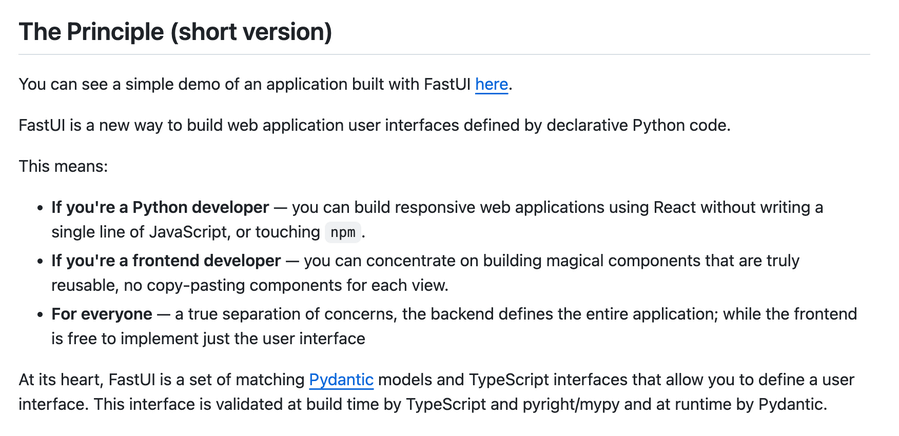 The Principle (short version)
You can see a simple demo of an application built with FastUI here.
FastUI is a new way to build web application user interfaces defined by declarative Python code.
This means:
• If you're a Python developer — you can build responsive web applications using React without writing a
single line of JavaScript, or touching npm.
• If you're a frontend developer — you can concentrate on building magical components that are truly
reusable, no copy-pasting components for each view.
• For everyone — a true separation of concerns, the backend defines the entire application; while the frontend
is free to implement just the user interface
At its heart, FastUI is a set of matching Pydantic models and TypeScript interfaces that allow you to define a user
interface. This interface is validated at build time by TypeScript and pyright/mypy and at runtime by Pydantic.